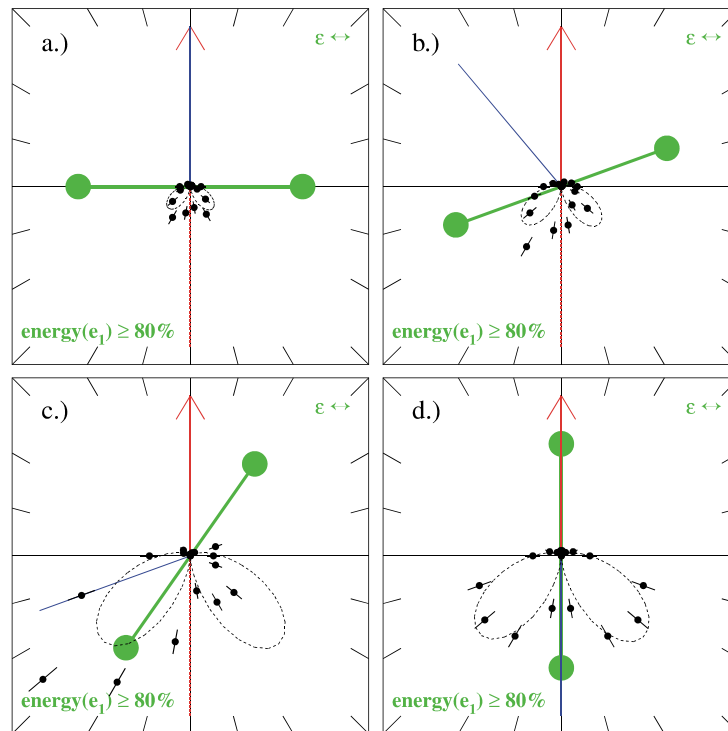 a.)
ε ↔
energy(e₁) ≥ 80%
b.)
ε ↔
energy(e₁) ≥ 80%
c.)
ε ↔
energy(e₁) ≥ 80%
d.)
ε ↔
energy(e₁) ≥ 80%